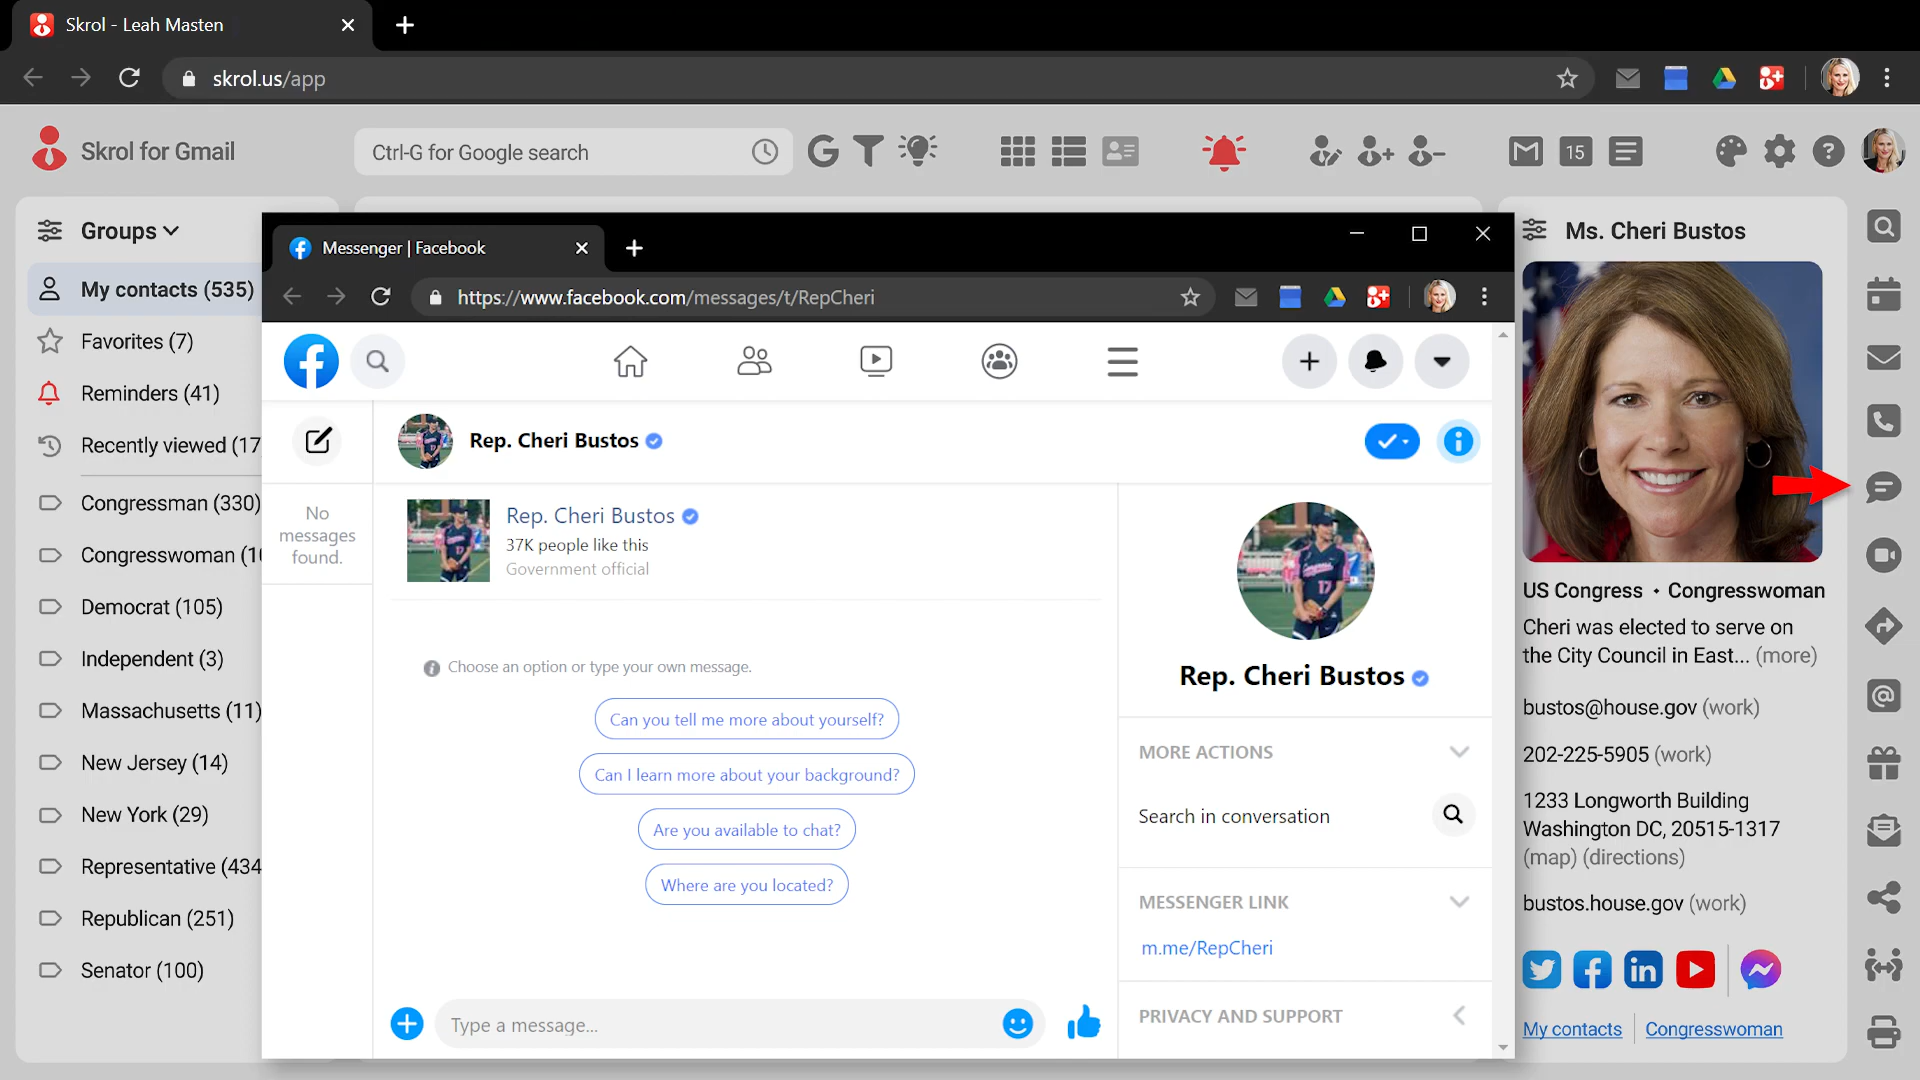 Skrol - Leah Masten
skrol.us/app
Skrol for Gmail
Ctrl-G for Google search
15
Groups
My contacts (535)
Favorites (7)
Reminders (41)
Recently viewed (17
Congressman (330)
Congresswoman (10
Democrat (105)
Independent (3)
Massachusetts (11)
New Jersey (14)
New York (29)
Representative (434
Republican (251)
Senator (100)
Messenger | Facebook
https://www.facebook.com/messages/t/RepCheri
Rep. Cheri Bustos
No
messages
found.
Rep. Cheri Bustos
37K people like this
Government official
Choose an option or type your own message.
Can you tell me more about yourself?
Can I learn more about your background?
Are you available to chat?
Where are you located?
Type a message...
17
Rep. Cheri Bustos
MORE ACTIONS
Search in conversation
MESSENGER LINK
m.me/RepCheri
PRIVACY AND SUPPORT
Ms. Cheri Bustos
US Congress • Congresswoman
Cheri was elected to serve on
the City Council in East... (more)
bustos@house.gov (work)
202-225-5905 (work)
1233 Longworth Building
Washington DC, 20515-1317
(map) (directions)
bustos.house.gov (work)
My contacts
Congresswoman